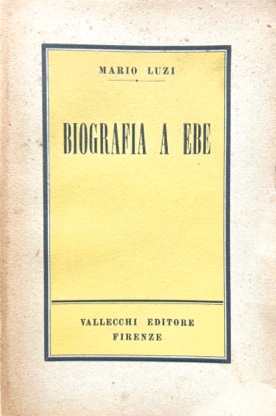 MARIO LUZI
BIOGRAFIA A EBE
VALLECCHI EDITORE
FIRENZE